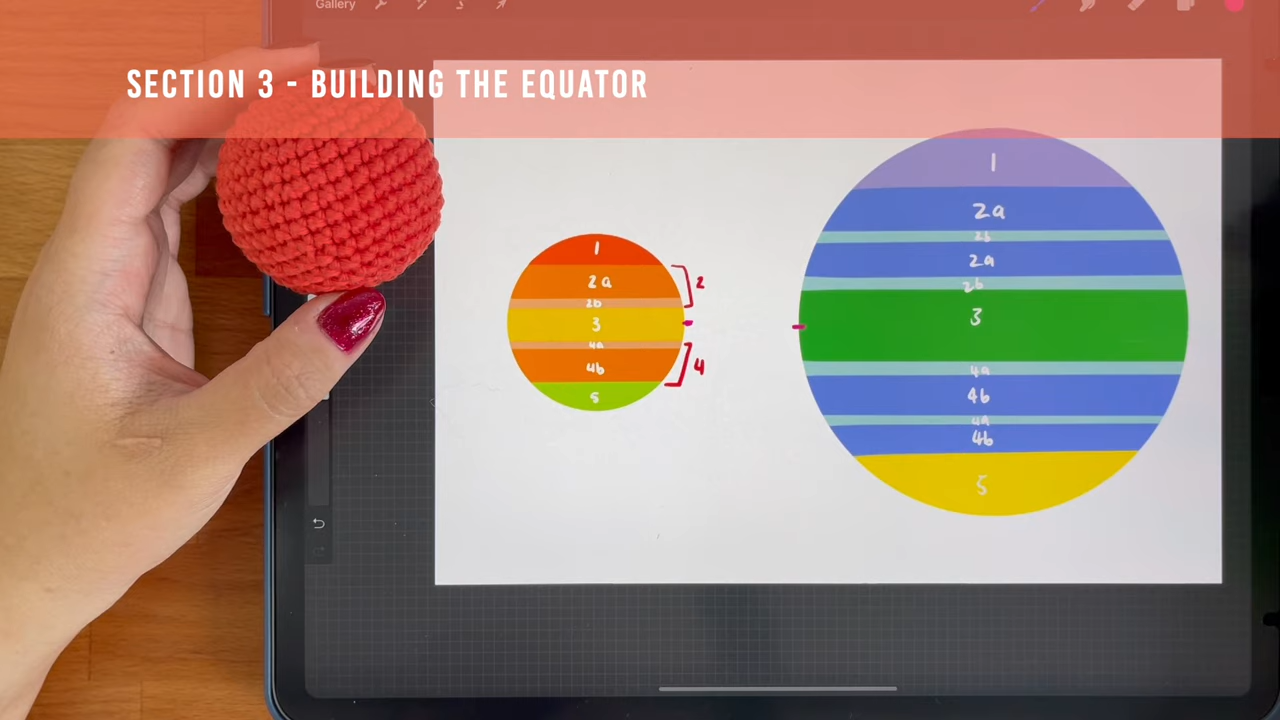 Gallery
SECTION 3 - BUILDING THE EQUATOR
1
2a
2b
3
4a
4b
5
2
4
1
2a
2b
2a
2b
3
4a
4b
4a
4b
5